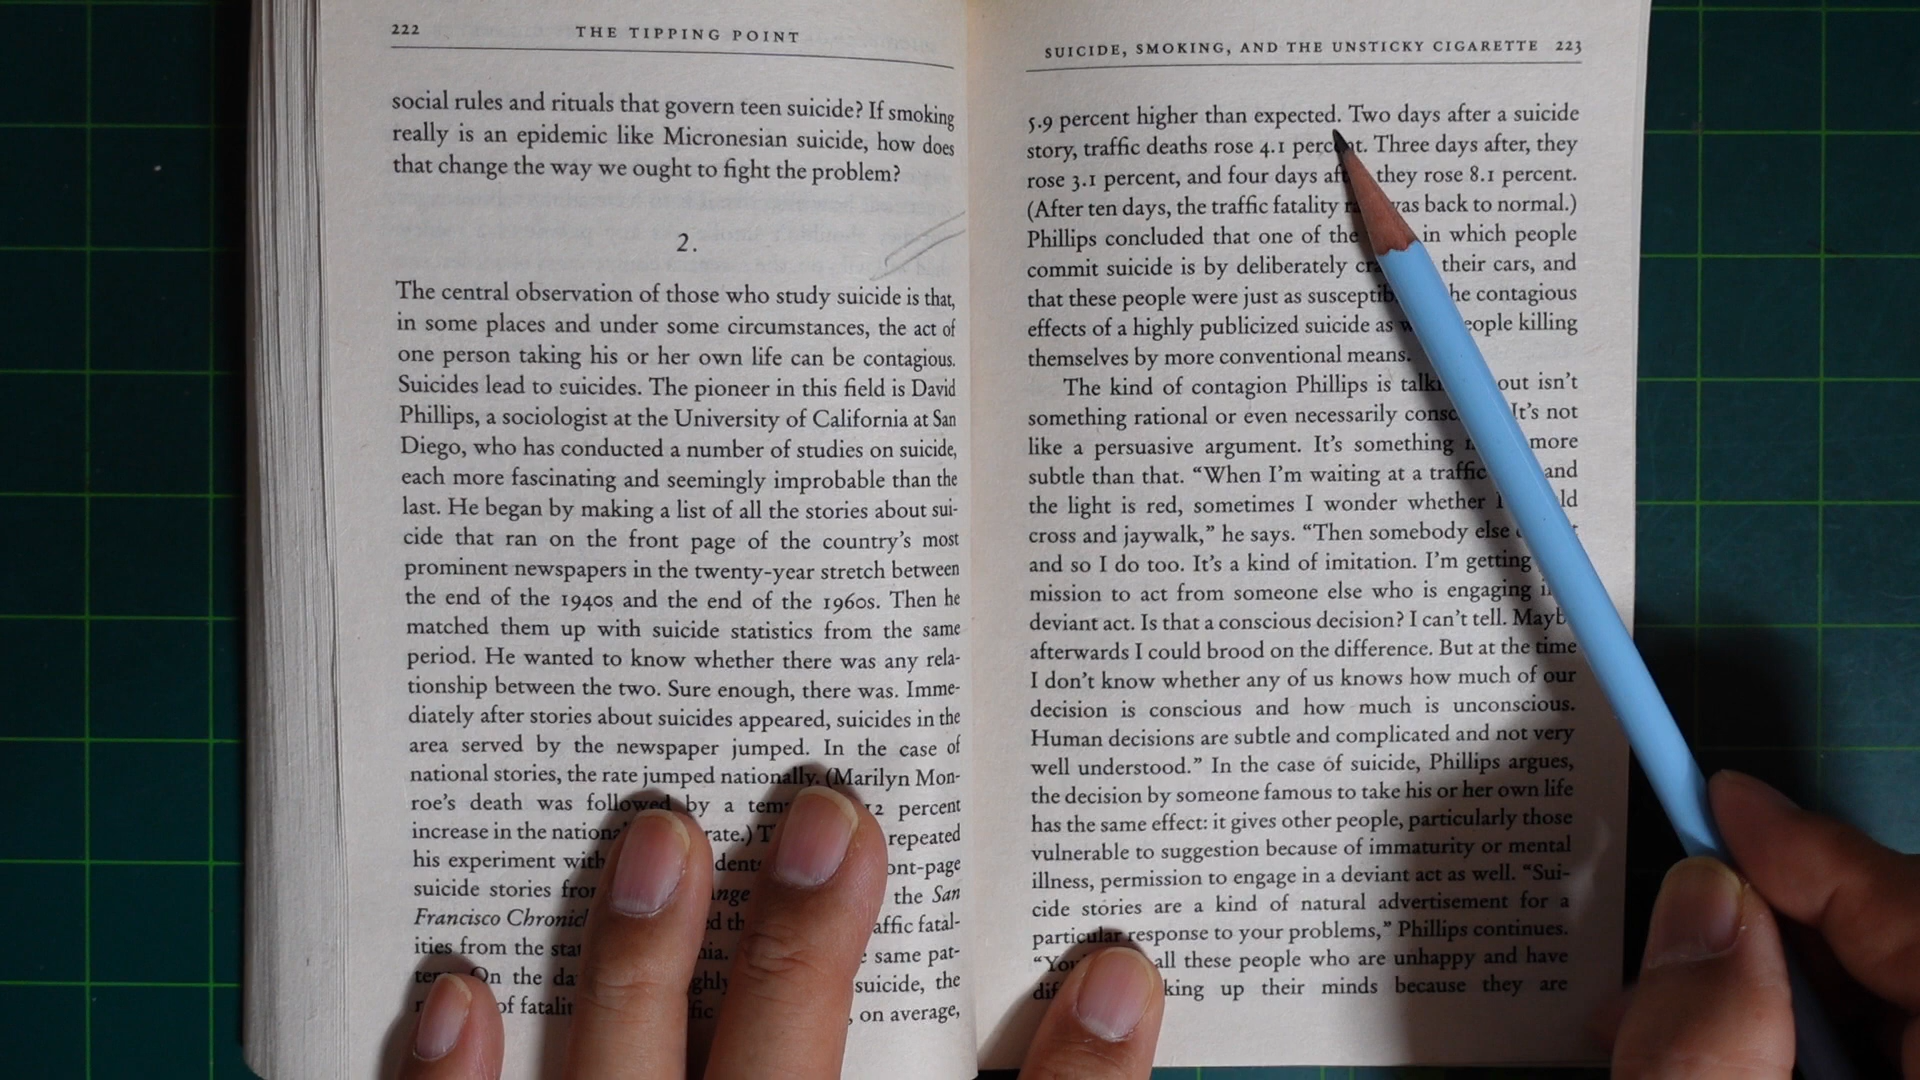 222
THE TIPPING POINT
social rules and rituals that govern teen suicide? If smoking
really is an epidemic like Micronesian suicide, how does
that change the way we ought to fight the problem?
2.
The central observation of those who study suicide is that,
in some places and under some circumstances, the act of
one person taking his or her own life can be contagious.
Suicides lead to suicides. The pioneer in this field is David
Phillips, a sociologist at the University of California at San
Diego, who has conducted a number of studies on suicide,
each more fascinating and seemingly improbable than the
last. He began by making a list of all the stories about sui-
cide that ran on the front page of the country's most
prominent newspapers in the twenty-year stretch between
the end of the 1940s and the end of the 1960s. Then he
matched them up with suicide statistics from the same
period. He wanted to know whether there was any rela-
tionship between the two. Sure enough, there was. Imme-
diately after stories about suicides appeared, suicides in the
area served by the newspaper jumped. In the case of
national stories, the rate jumped nationally. (Marilyn Mon-
roe's death was followed by a percent
increase in the rate.) repeated
his experiment with
suicide stories the San
Francisco
ities from the same pat-
On the suicide, the
of on average,
SUICIDE, SMOKING, AND THE UNSTICKY CIGARETTE 223
5.9 percent higher than expected. Two days after a suicide
story, traffic deaths rose 4.1 percent. Three days after, they
rose 3.1 percent, and four days they rose 8.1 percent.
(After ten days, the traffic fatality was back to normal.)
Phillips concluded that one of the in which people
commit suicide is by deliberately their cars, and
that these people were just as the contagious
effects of a highly publicized suicide as people killing
themselves by more conventional means.
The kind of contagion Phillips is isn't
something rational or even necessarily It's not
like a persuasive argument. It's something more
subtle than that. "When I'm waiting at a traffic and
the light is red, sometimes I wonder whether I
cross and jaywalk," he says. "Then somebody else
and so I do too. It's a kind of imitation. I'm getting
mission to act from someone else who is engaging
deviant act. Is that a conscious decision? I can't tell. Maybe
afterwards I could brood on the difference. But at the time
I don't know whether any of us knows how much of our
decision is conscious and how much is unconscious.
Human decisions are subtle and complicated and not very
well understood." In the case of suicide, Phillips argues,
the decision by someone famous to take his or her own life
has the same effect: it gives other people, particularly those
vulnerable to suggestion because of immaturity or mental
illness, permission to engage in a deviant act as well. "Sui-
cide stories are a kind of natural advertisement for a
particular response to your problems," Phillips continues.
all these people who are unhappy and have
up their minds because they are